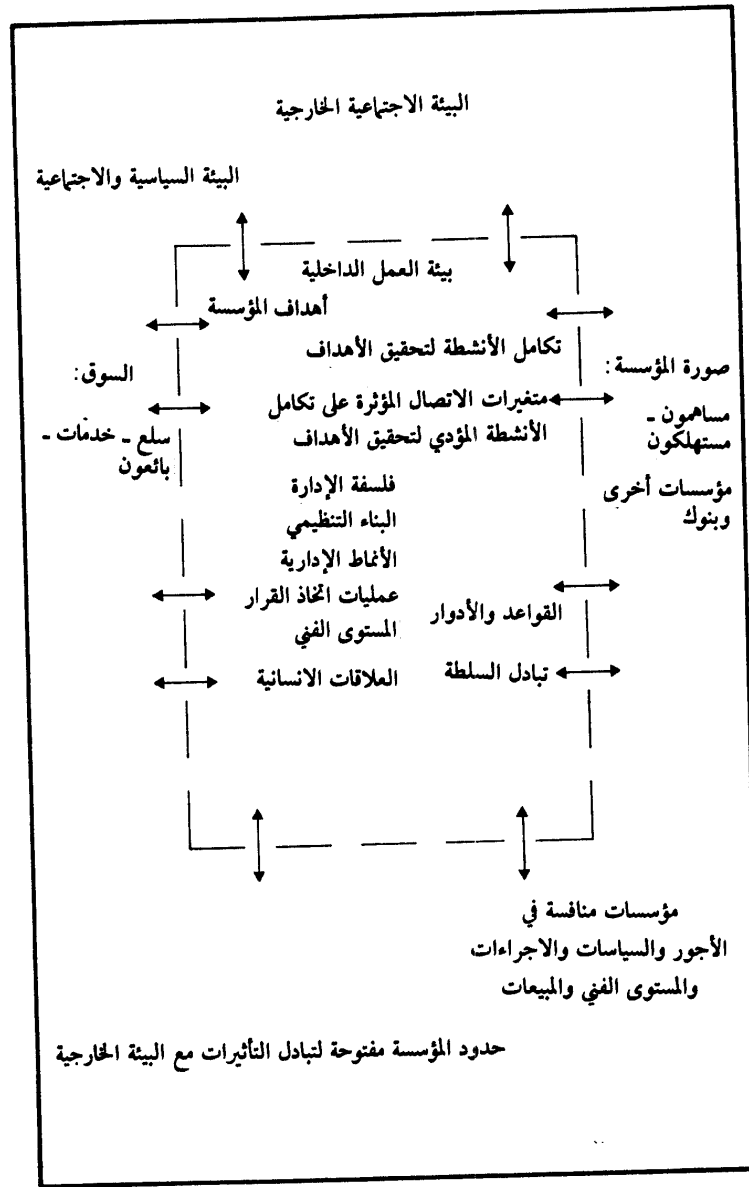 البيئة الاجتماعية الخارجية
البيئة السياسية والاجتماعية
بيئة العمل الداخلية
أهداف المؤسسة
تكامل الأنشطة لتحقيق الأهداف
متغيرات الاتصال المؤثرة على تكامل
الأنشطة المؤدي لتحقيق الأهداف
فلسفة الإدارة
البناء التنظيمي
الأنماط الإدارية
عمليات اتخاذ القرار
المستوى الفني
القواعد والأدوار
تبادل السلطة
العلاقات الانسانية
صورة المؤسسة:
مساهمون -
مستهلكون
مؤسسات أخرى
وبنوك
السوق:
سلع - خدمات -
بائعون
مؤسسات منافسة في
الأجور والسياسات والاجراءات
والمستوى الفني والمبيعات
حدود المؤسسة مفتوحة لتبادل التأثيرات مع البيئة الخارجية